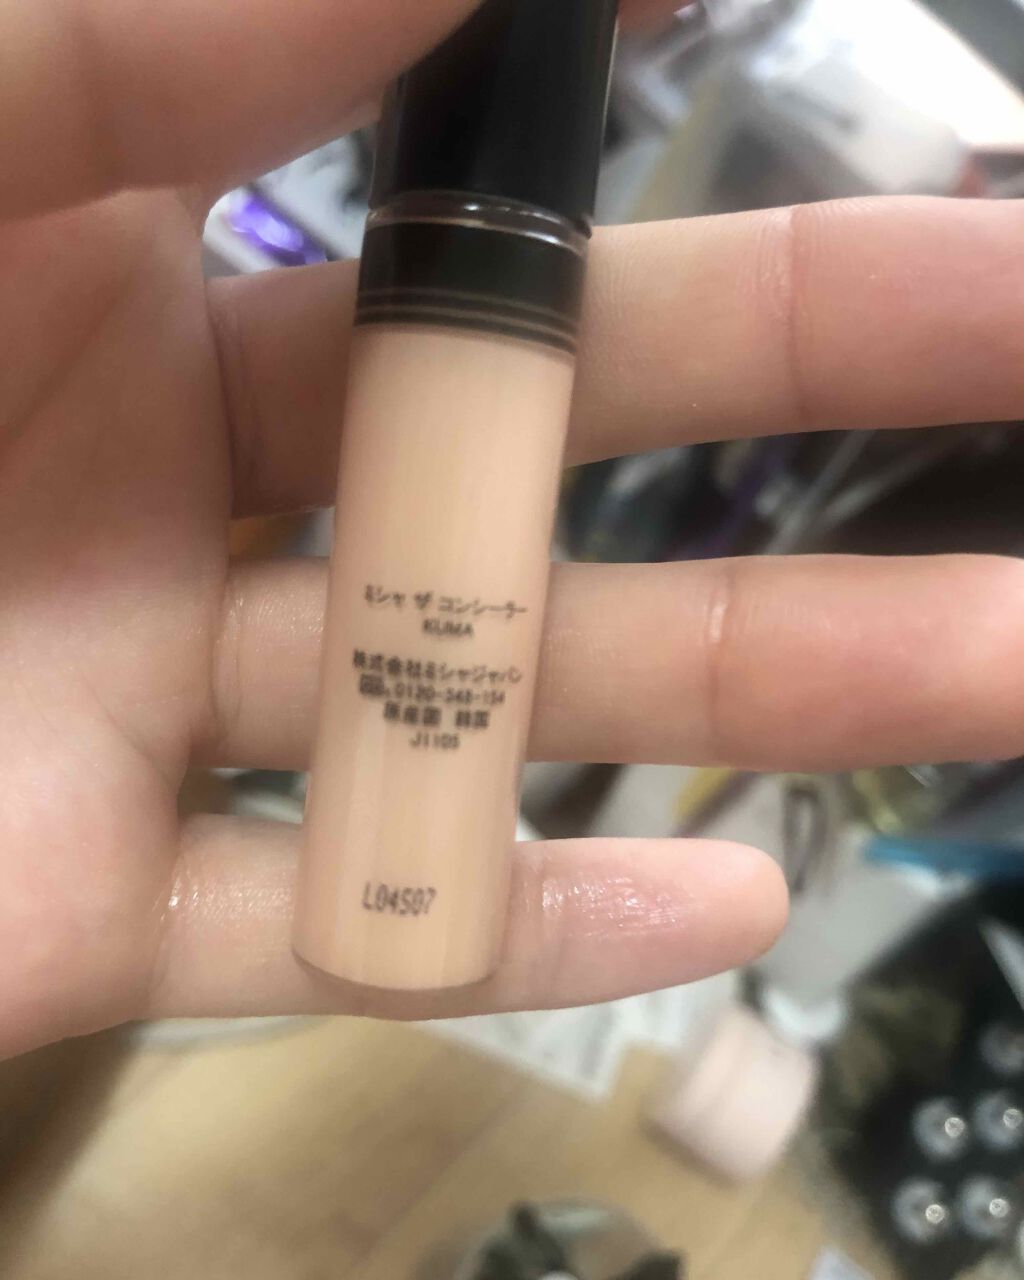 ミシャ ザ コンシーラー
KUMA
株式会社ミシャジャパン
0120-348-154
原産国 韓国
J1105
L04S07